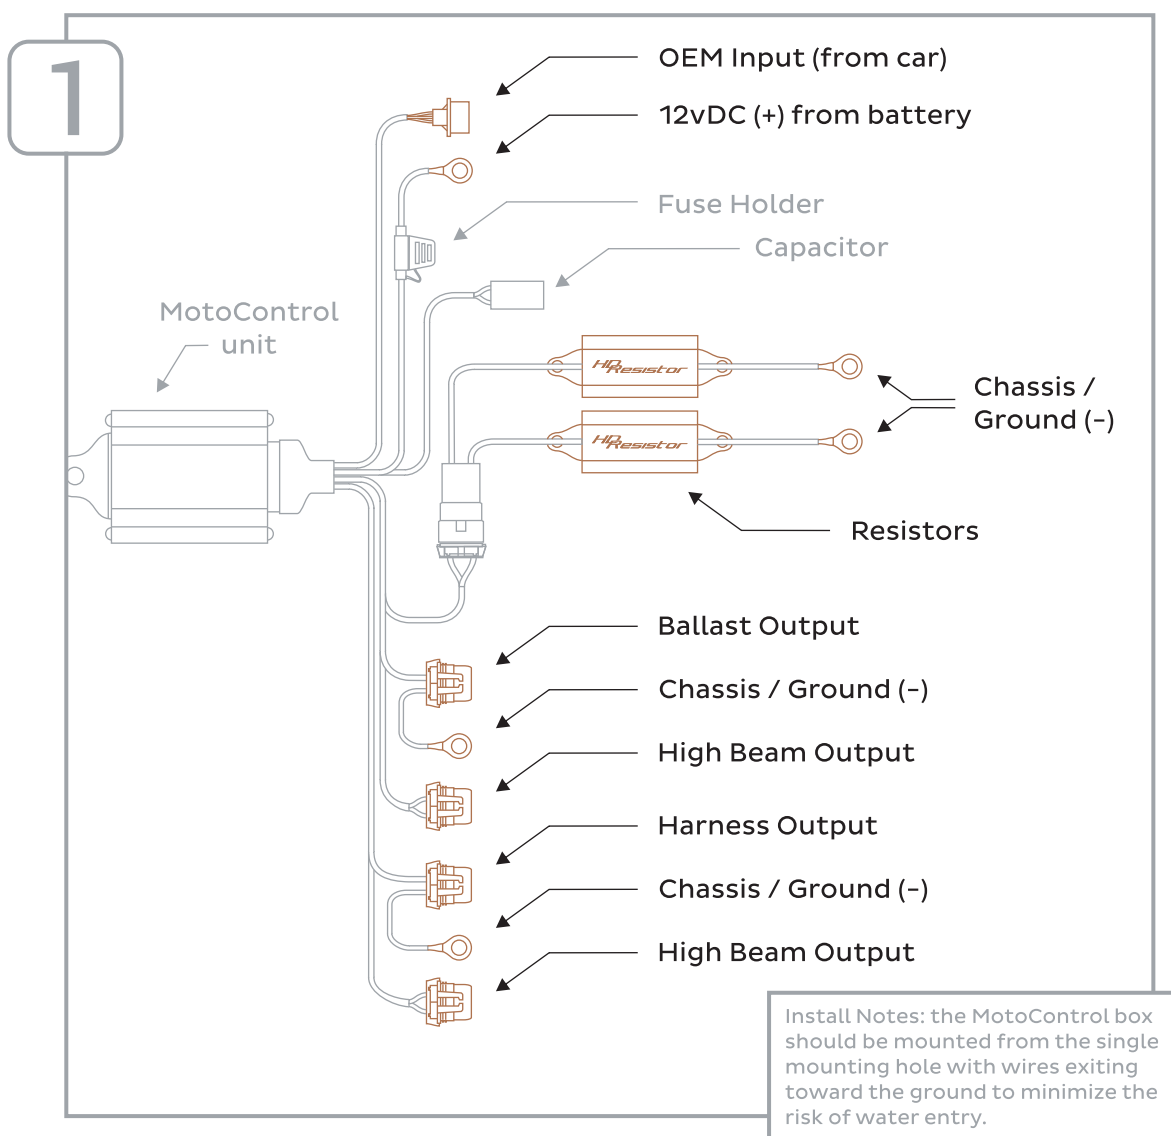 1
OEM Input (from car)
12vDC (+) from battery
Fuse Holder
Capacitor
MotoControl
unit
HD Resistor
Chassis /
Ground (-)
HD Resistor
Resistors
Ballast Output
Chassis / Ground (-)
High Beam Output
Harness Output
Chassis / Ground (-)
High Beam Output
Install Notes: the MotoControl box
should be mounted from the single
mounting hole with wires exiting
toward the ground to minimize the
risk of water entry.